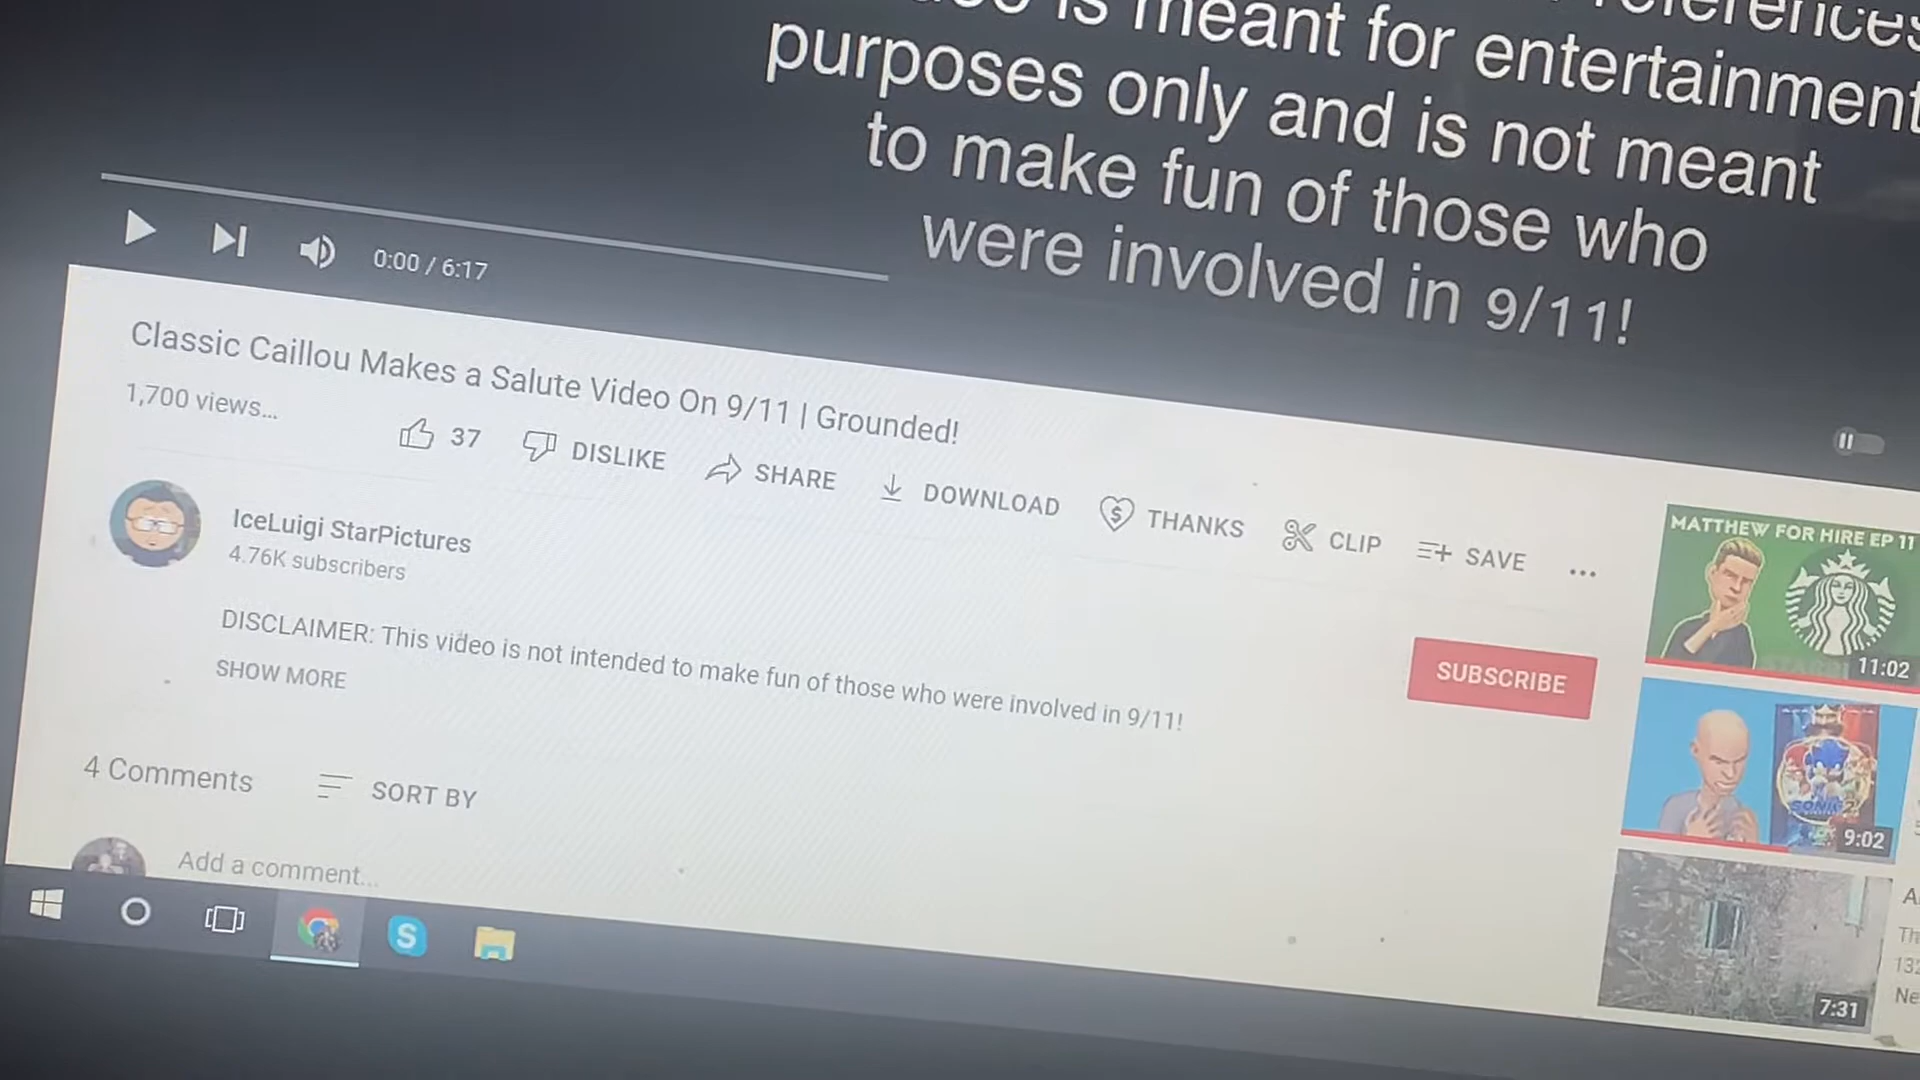 is meant for entertainment
purposes only and is not meant
to make fun of those who
were involved in 9/11!
0:00 / 6:17
Classic Caillou Makes a Salute Video On 9/11 | Grounded!
1,700 views...
37
DISLIKE
SHARE
DOWNLOAD
THANKS
CLIP
SAVE
...
IceLuigi StarPictures
4.76K subscribers
SUBSCRIBE
DISCLAIMER: This video is not intended to make fun of those who were involved in 9/11!
SHOW MORE
4 Comments
SORT BY
Add a comment...
MATTHEW FOR HIRE EP 11
11:02
SONIC 2
9:02
7:31
S